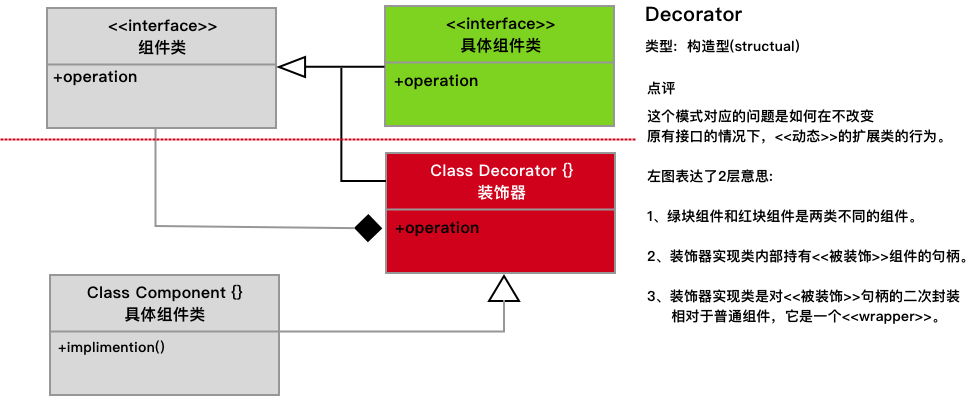 <<interface>>
组件类
+operation
<<interface>>
具体组件类
+operation
Class Decorator {}
装饰器
+operation
Class Component {}
具体组件类
+implimention()
Decorator
类型：构造型(structual)
点评
这个模式对应的问题是如何在不改变
原有接口的情况下，<<动态>>的扩展类的行为。
左图表达了2层意思:
1、绿块组件和红块组件是两类不同的组件。
2、装饰器实现类内部持有<<被装饰>>组件的句柄。
3、装饰器实现类是对<<被装饰>>句柄的二次封装
相对于普通组件，它是一个<<wrapper>>。